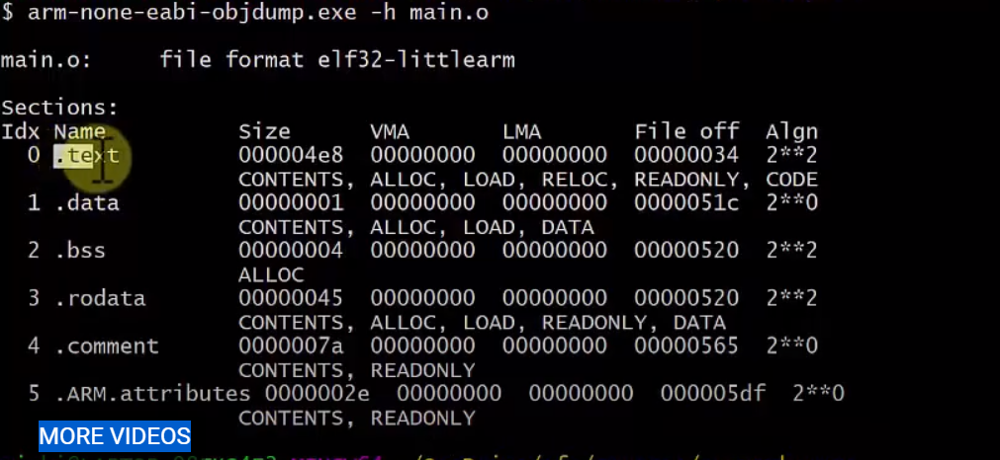 $ arm-none-eabi-objdump.exe -h main.o
main.o:     file format elf32-littlearm
Sections:
Idx Name          Size      VMA       LMA       File off  Algn
  0 .text         000004e8  00000000  00000000  00000034  2**2
                  CONTENTS, ALLOC, LOAD, RELOC, READONLY, CODE
  1 .data         00000001  00000000  00000000  0000051c  2**0
                  CONTENTS, ALLOC, LOAD, DATA
  2 .bss          00000004  00000000  00000000  00000520  2**2
                  ALLOC
  3 .rodata       00000045  00000000  00000000  00000520  2**2
                  CONTENTS, ALLOC, LOAD, READONLY, DATA
  4 .comment      0000007a  00000000  00000000  00000565  2**0
                  CONTENTS, READONLY
  5 .ARM.attributes 0000002e  00000000  00000000  000005df  2**0
                  CONTENTS, READONLY
MORE VIDEOS